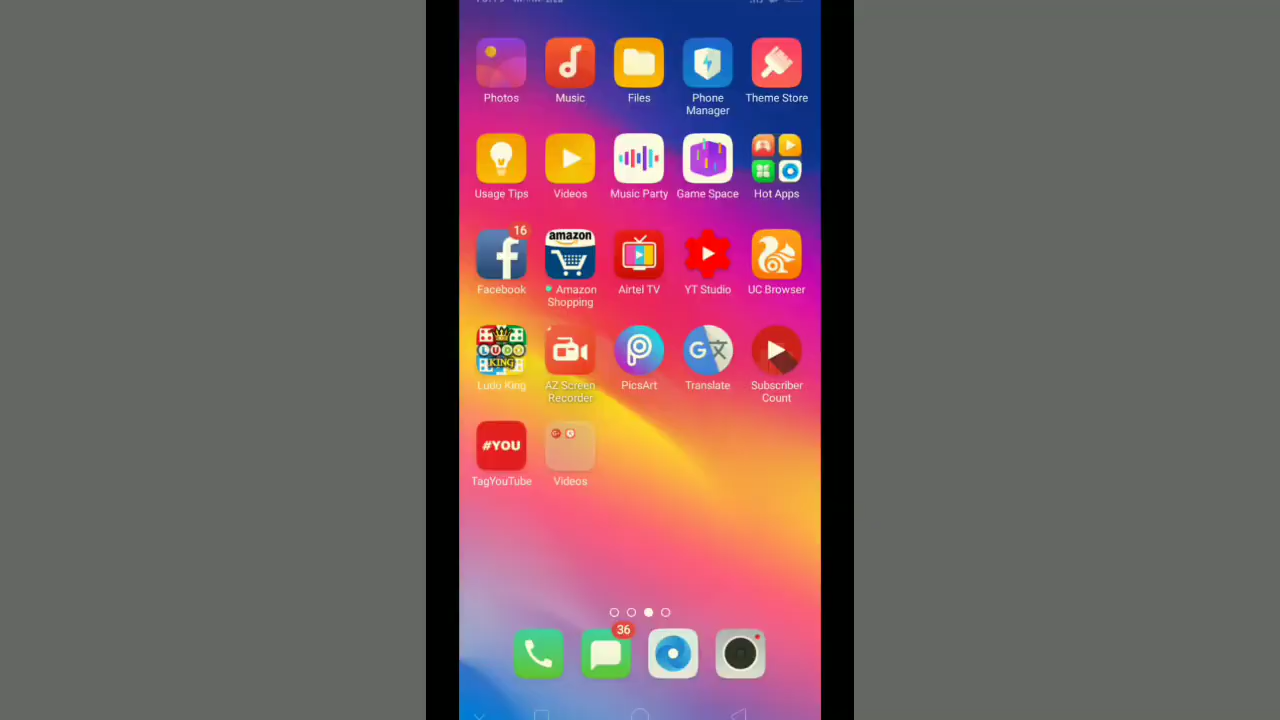 Photos
Music
Files
Phone
Manager
Theme Store
Usage Tips
Videos
Music Party
Game Space
Hot Apps
16
amazon
Facebook
Amazon
Shopping
Airtel TV
YT Studio
UC Browser
LUDO
KING
G
Ludo King
AZ Screen
Recorder
PicsArt
Translate
Subscriber
Count
#YOU
TagYouTube
Videos
36